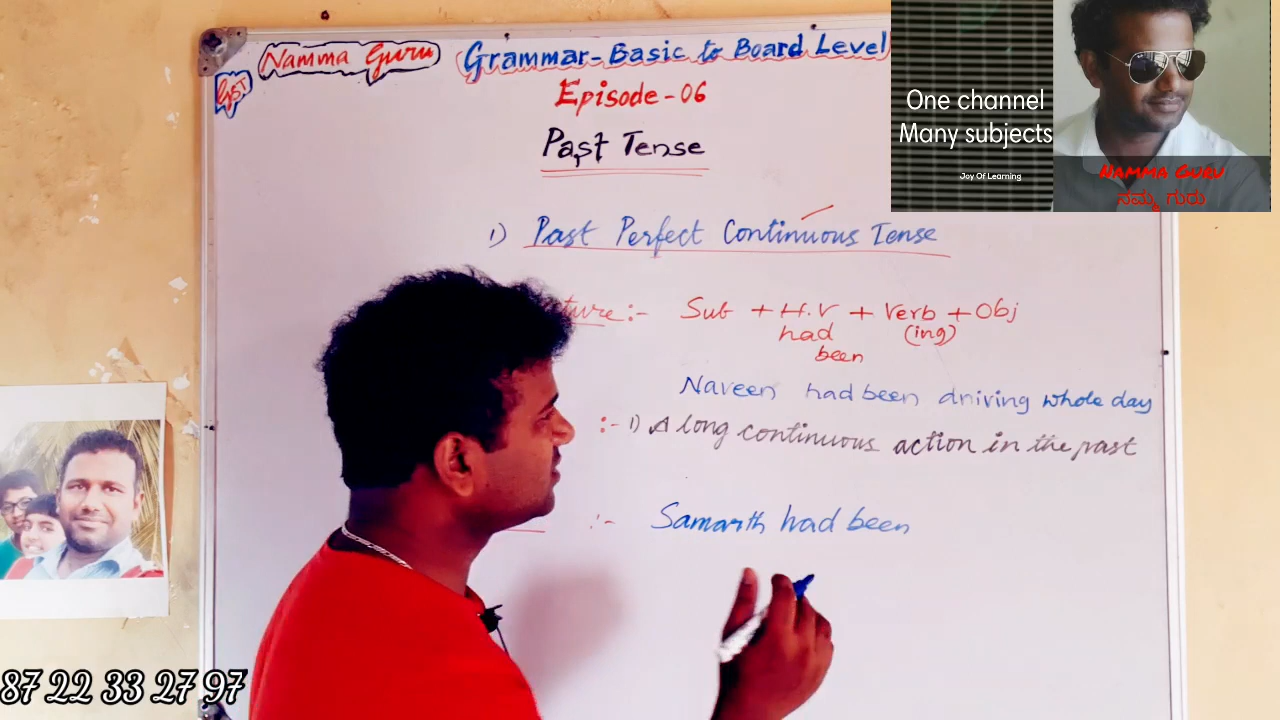 Namma Guru Grammar-Basic to Board Level
Episode-06
Past Tense
1) Past Perfect Continuous Tense
:- Sub + H.V + Verb + Obj
had (ing)
been
Naveen had been driving whole day
:- 1) A long continuous action in the past
:- Samarth had been
One channel
Many subjects
Joy Of Learning
NAMMA GURU
ನಮ್ಮ ಗುರು
87 22 33 27 97